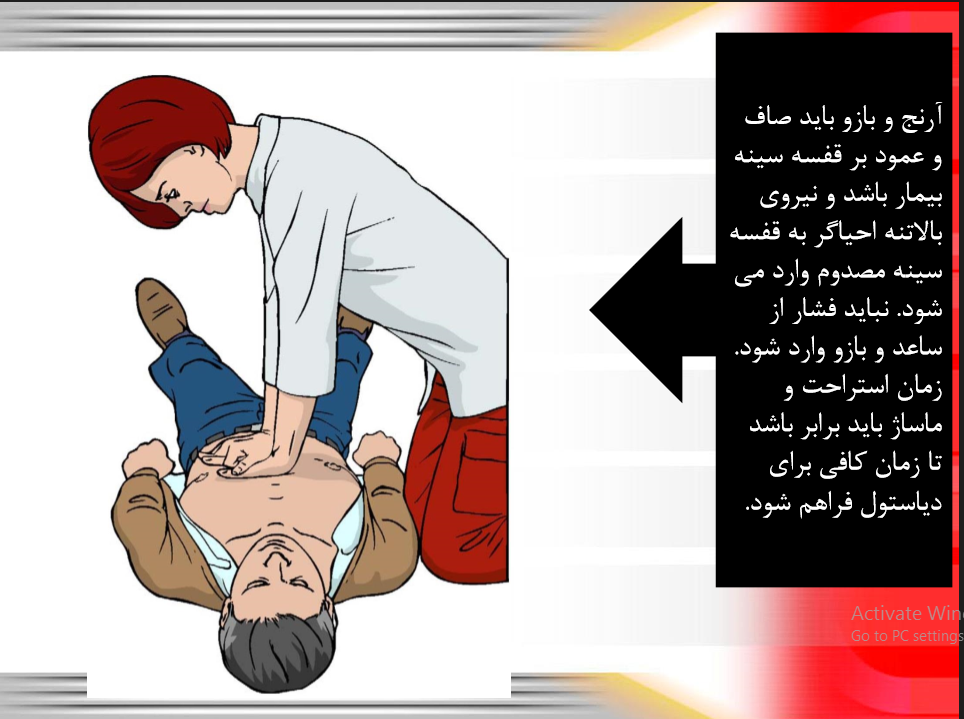 آرنج و بازو باید صاف
و عمود بر قفسه سینه
بیمار باشد و نیروی
بالاتنه احیاگر به قفسه
سینه مصدوم وارد می
شود. نباید فشار از
ساعد و بازو وارد شود.
زمان استراحت و
ماساژ باید برابر باشد
تا زمان کافی برای
دیاستول فراهم شود.
Activate Win
Go to PC settings